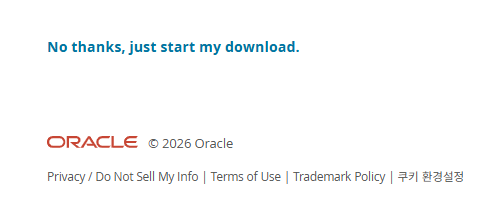 No thanks, just start my download.
ORACLE © 2026 Oracle
Privacy / Do Not Sell My Info | Terms of Use | Trademark Policy | 쿠키 환경설정